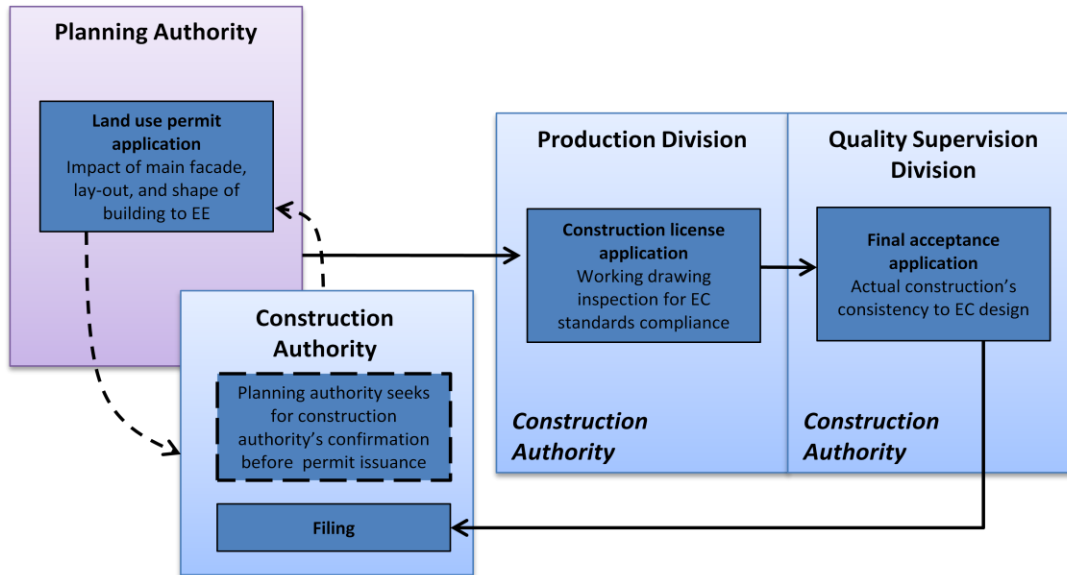 Planning Authority
Land use permit
application
Impact of main facade,
lay-out, and shape of
building to EE
Construction
Authority
Planning authority seeks
for construction
authority’s confirmation
before permit issuance
Filing
Production Division
Construction license
application
Working drawing
inspection for EC
standards compliance
Construction
Authority
Quality Supervision
Division
Final acceptance
application
Actual construction’s
consistency to EC design
Construction
Authority